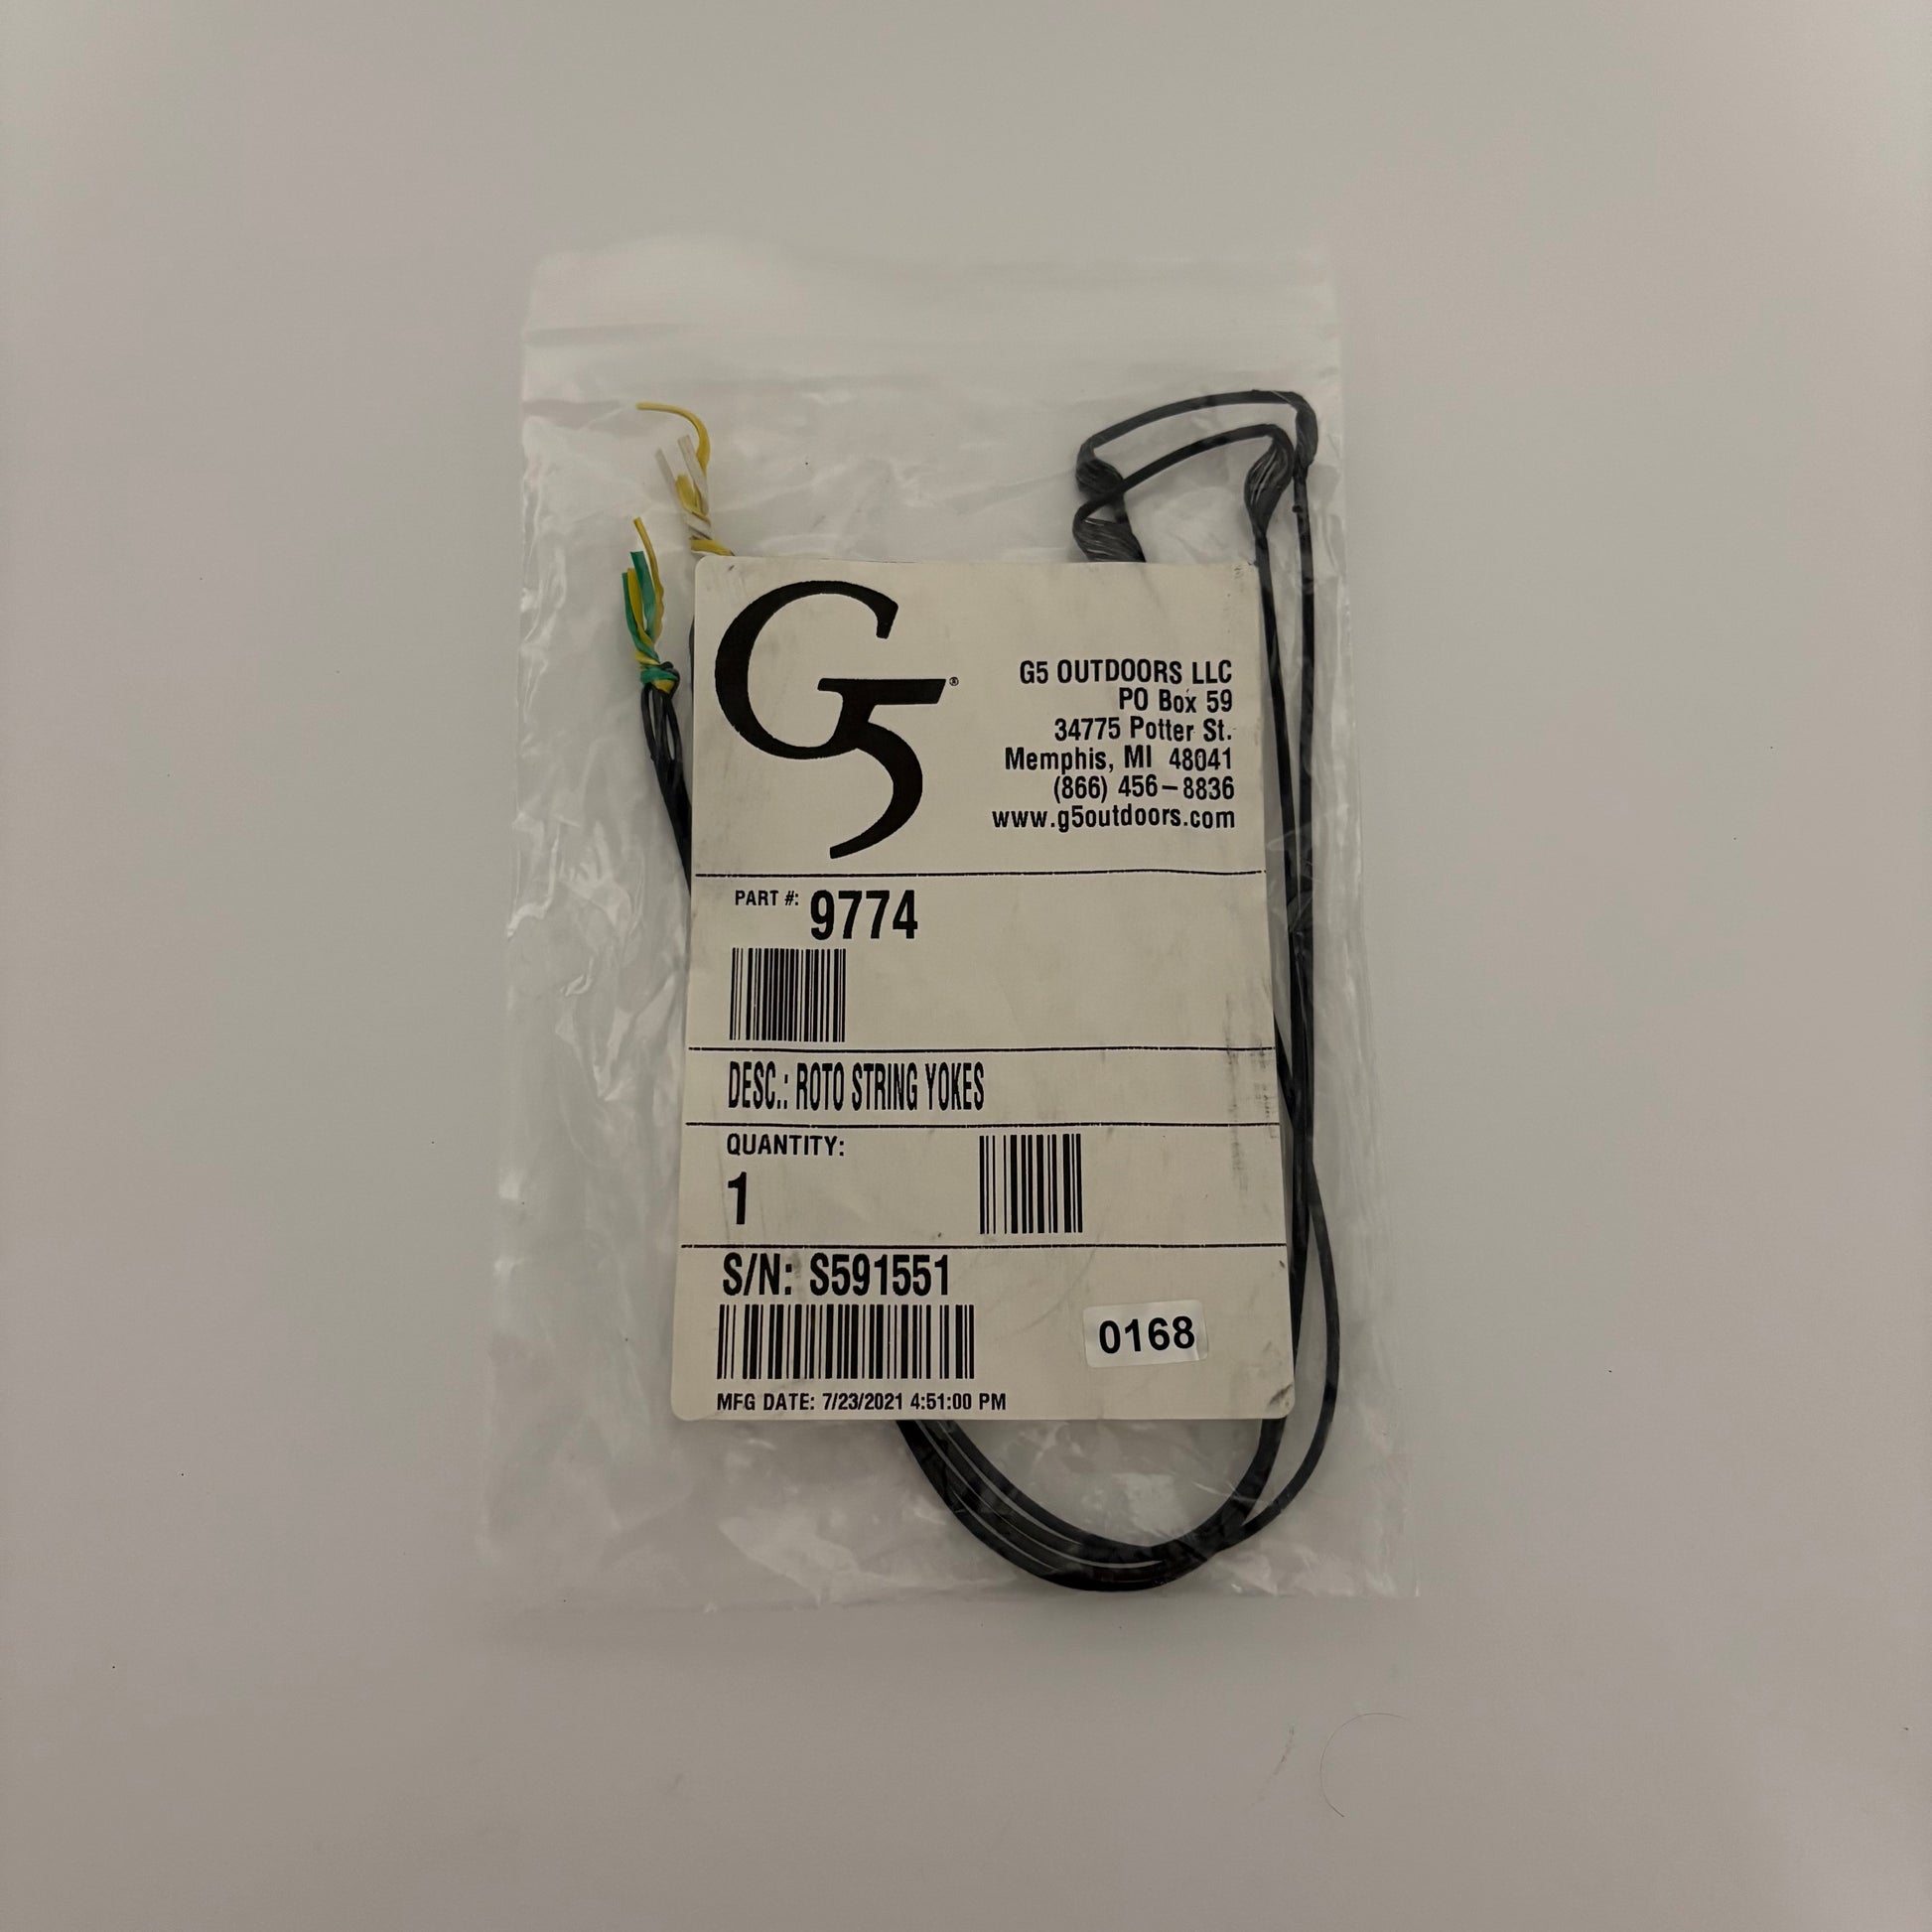 G5®
G5 OUTDOORS LLC
PO Box 59
34775 Potter St.
Memphis, MI 48041
(866) 456-8836
www.g5outdoors.com
PART #: 9774
DESC.: ROTO STRING YOKES
QUANTITY:
1
S/N: S591551
0168
MFG DATE: 7/23/2021 4:51:00 PM